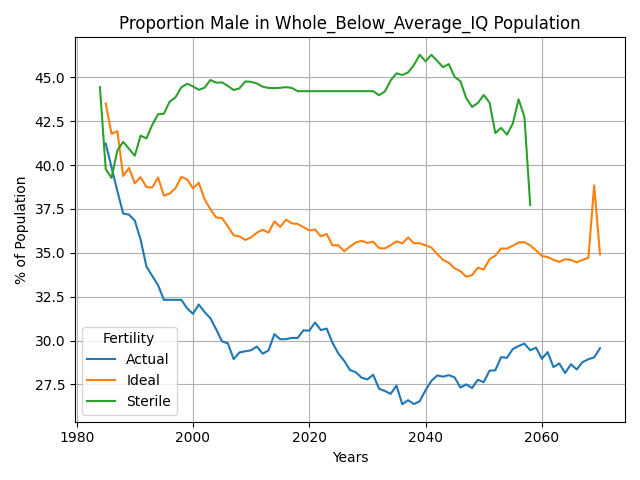 Proportion Male in Whole_Below_Average_IQ Population
% of Population
45.0
42.5
40.0
37.5
35.0
32.5
30.0
27.5
Fertility
Actual
Ideal
Sterile
1980
2000
2020
2040
2060
Years